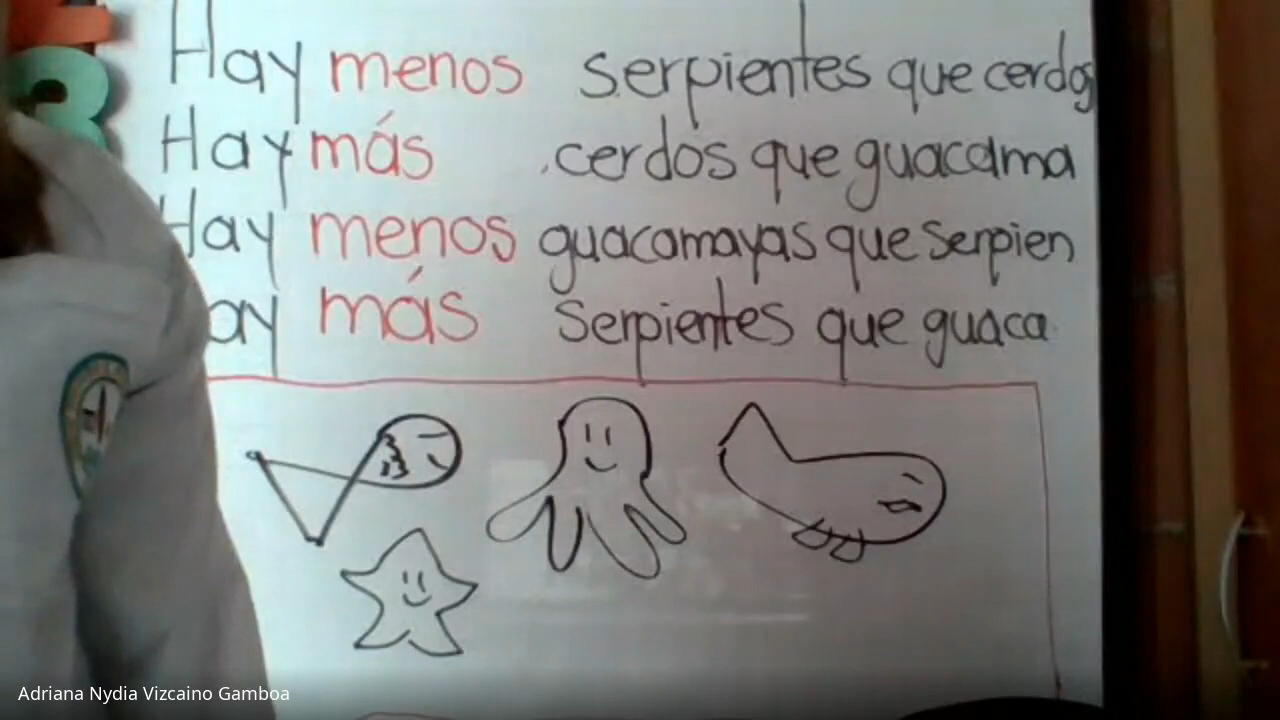 Hay menos serpientes que cerdos
Hay más cerdos que guacama
Hay menos guacamayas que serpien
ay más serpientes que guaca
Adriana Nydia Vizcaino Gamboa